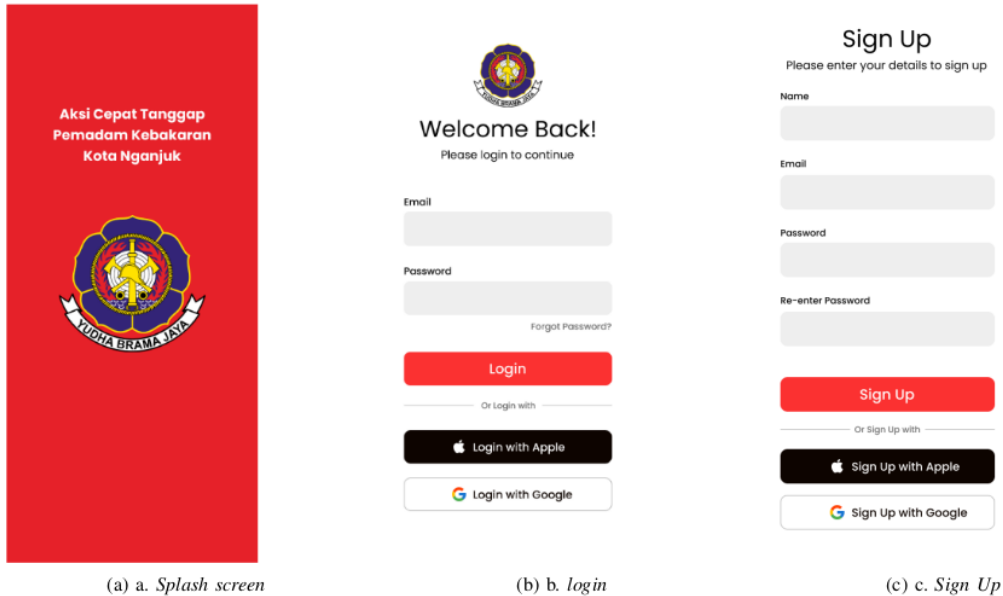 Aksi Cepat Tanggap
Pemadam Kebakaran
Kota Nganjuk
YUDHA BRAMA JAYA
(a) a. Splash screen
YUDHA BRAMA JAYA
Welcome Back!
Please login to continue
Email
Password
Forgot Password?
Login
Or Login with
Login with Apple
Login with Google
(b) b. login
Sign Up
Please enter your details to sign up
Name
Email
Password
Re-enter Password
Sign Up
Or Sign Up with
Sign Up with Apple
Sign Up with Google
(c) c. Sign Up